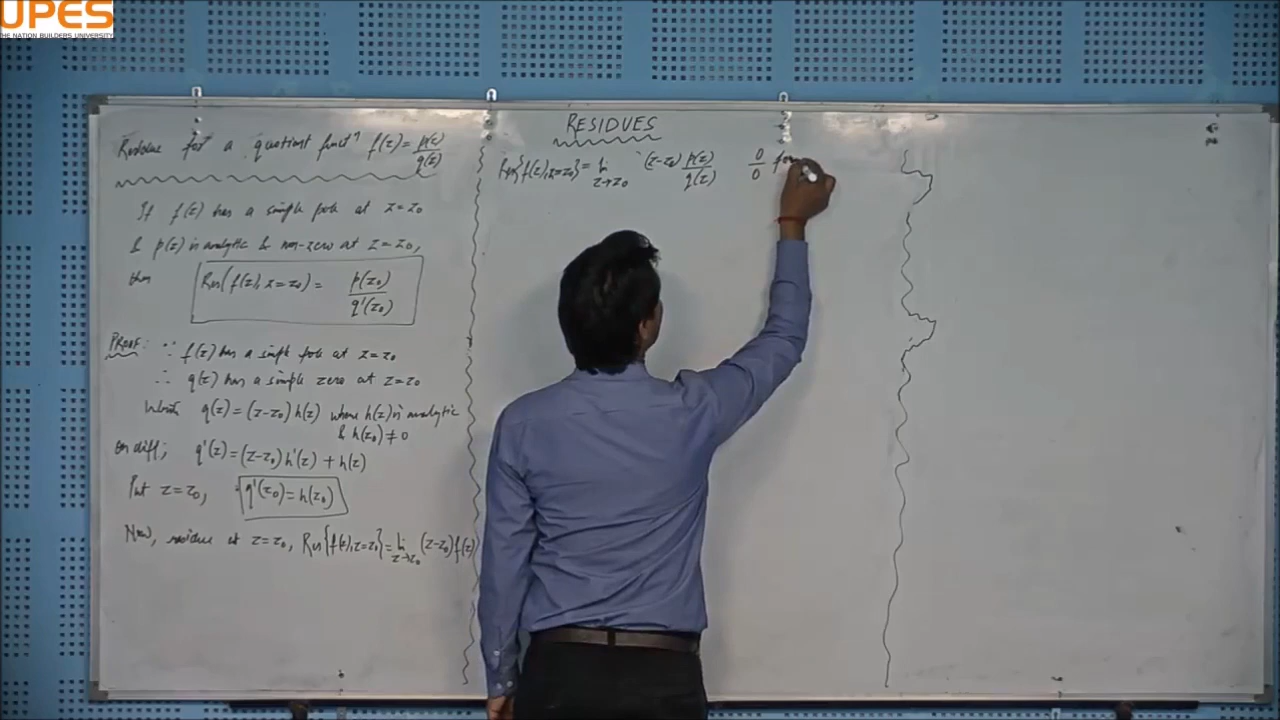 UPES
THE NATION BUILDERS UNIVERSITY
Residue for a quotient functⁿ f(z) = p(z)/q(z)
If f(z) has a simple pole at z=z₀
& p(z) is analytic & non-zero at z=z₀,
then Res(f(z), z=z₀) = p(z₀)/q'(z₀)
PROOF: ∵ f(z) has a simple pole at z=z₀
∴ q(z) has a simple zero at z=z₀
Write q(z) = (z-z₀) h(z) where h(z) is analytic
& h(z₀) ≠ 0
On diff; q'(z) = (z-z₀) h'(z) + h(z)
Put z=z₀, q'(z₀) = h(z₀)
Now, residue at z=z₀, Res{f(z), z=z₀} = lim z→z₀ (z-z₀) f(z)
RESIDUES
Res{f(z), z=z₀} = lim z→z₀ (z-z₀) p(z)/q(z) 0/0 for